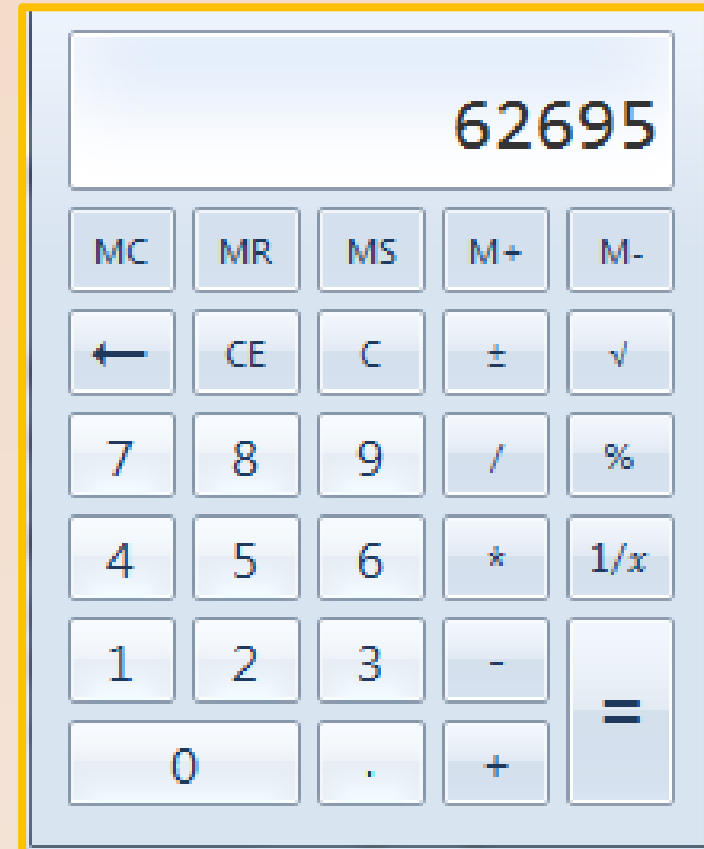 62695
MC MR MS M+ M-
← CE C ± √
7 8 9 / %
4 5 6 * 1/x
1 2 3 -
=
0 . +